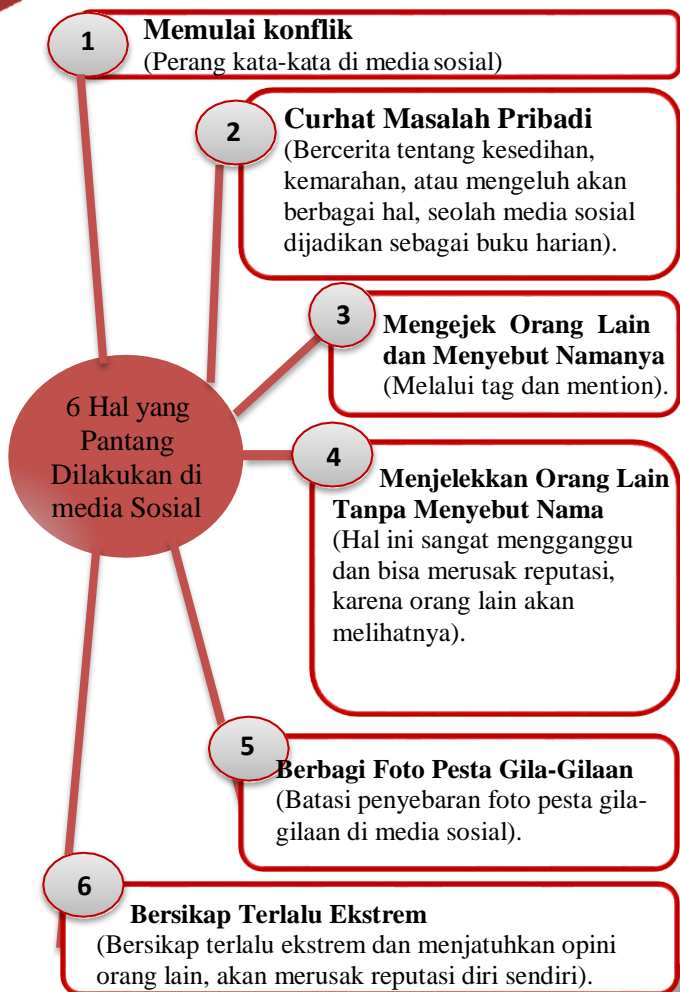 1
Memulai konflik
(Perang kata-kata di media sosial)
2
Curhat Masalah Pribadi
(Bercerita tentang kesedihan,
kemarahan, atau mengeluh akan
berbagai hal, seolah media sosial
dijadikan sebagai buku harian).
3
Mengejek Orang Lain
dan Menyebut Namanya
(Melalui tag dan mention).
6 Hal yang
Pantang
Dilakukan di
media Sosial
4
Menjelekkan Orang Lain
Tanpa Menyebut Nama
(Hal ini sangat mengganggu
dan bisa merusak reputasi,
karena orang lain akan
melihatnya).
5
Berbagi Foto Pesta Gila-Gilaan
(Batasi penyebaran foto pesta gila-
gilaan di media sosial).
6
Bersikap Terlalu Ekstrem
(Bersikap terlalu ekstrem dan menjatuhkan opini
orang lain, akan merusak reputasi diri sendiri).